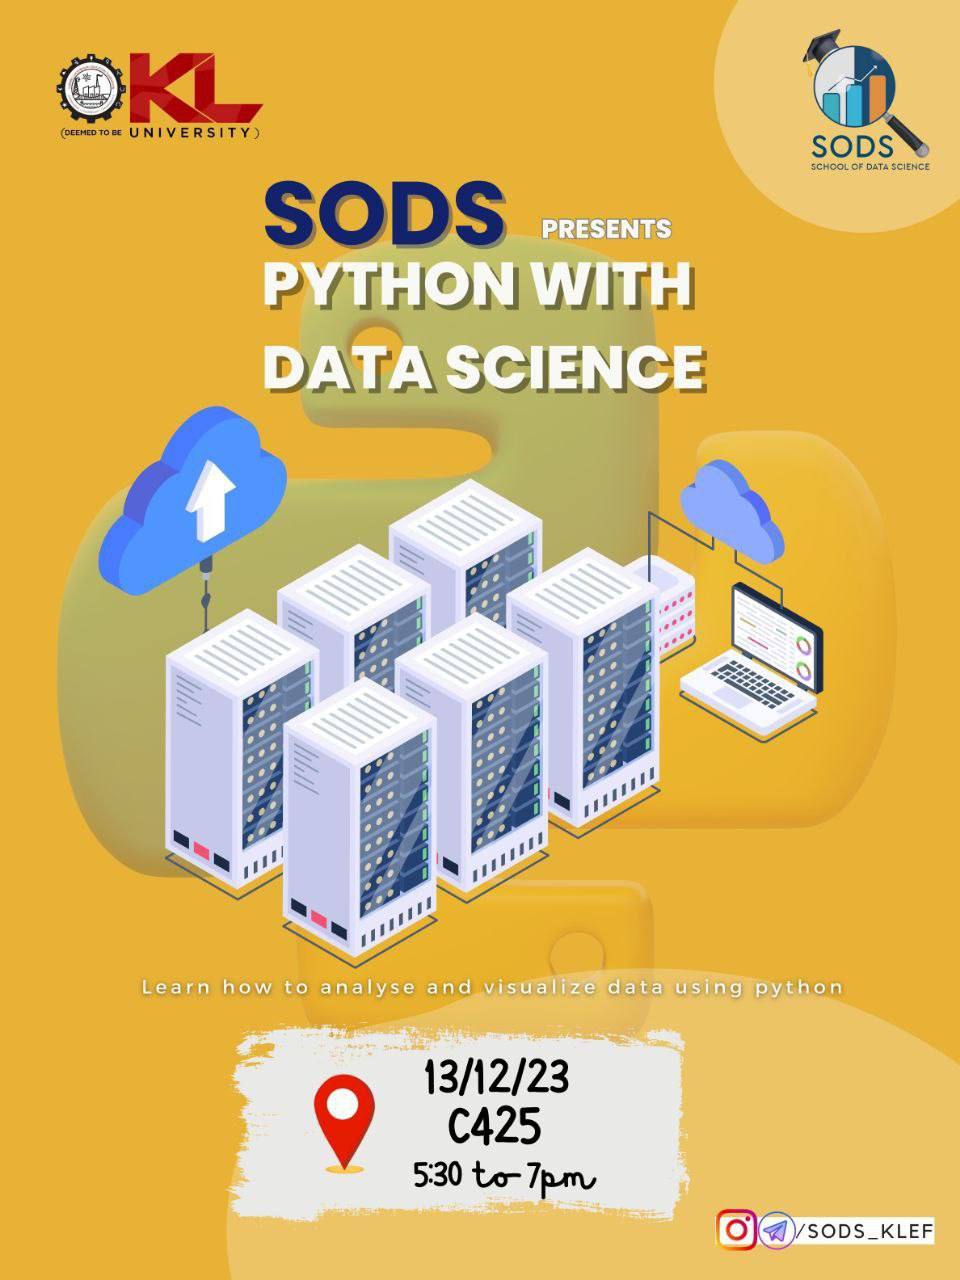 KL
(DEEMED TO BE UNIVERSITY)
SODS
SCHOOL OF DATA SCIENCE
SODS PRESENTS
PYTHON WITH
DATA SCIENCE
Learn how to analyse and visualize data using python
13/12/23
C425
5:30 to 7pm
/SODS_KLEF